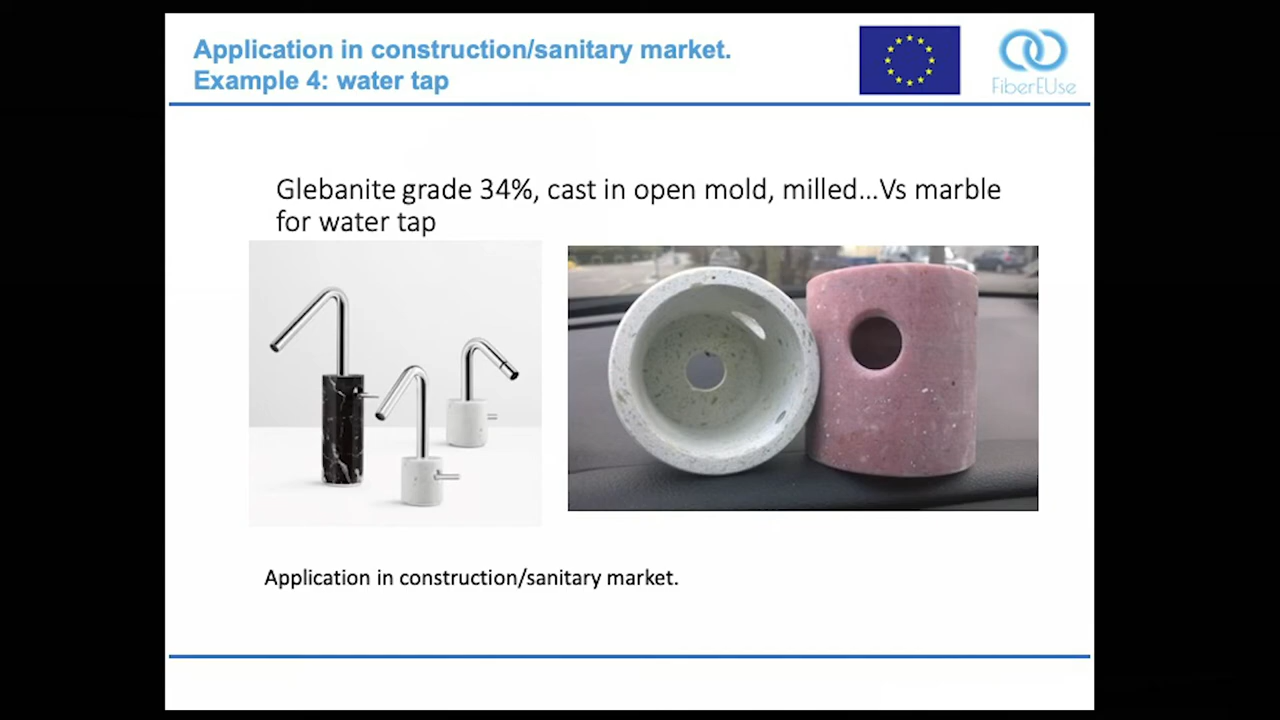 Application in construction/sanitary market.
Example 4: water tap
FiberEUse
Glebanite grade 34%, cast in open mold, milled...Vs marble
for water tap
Application in construction/sanitary market.